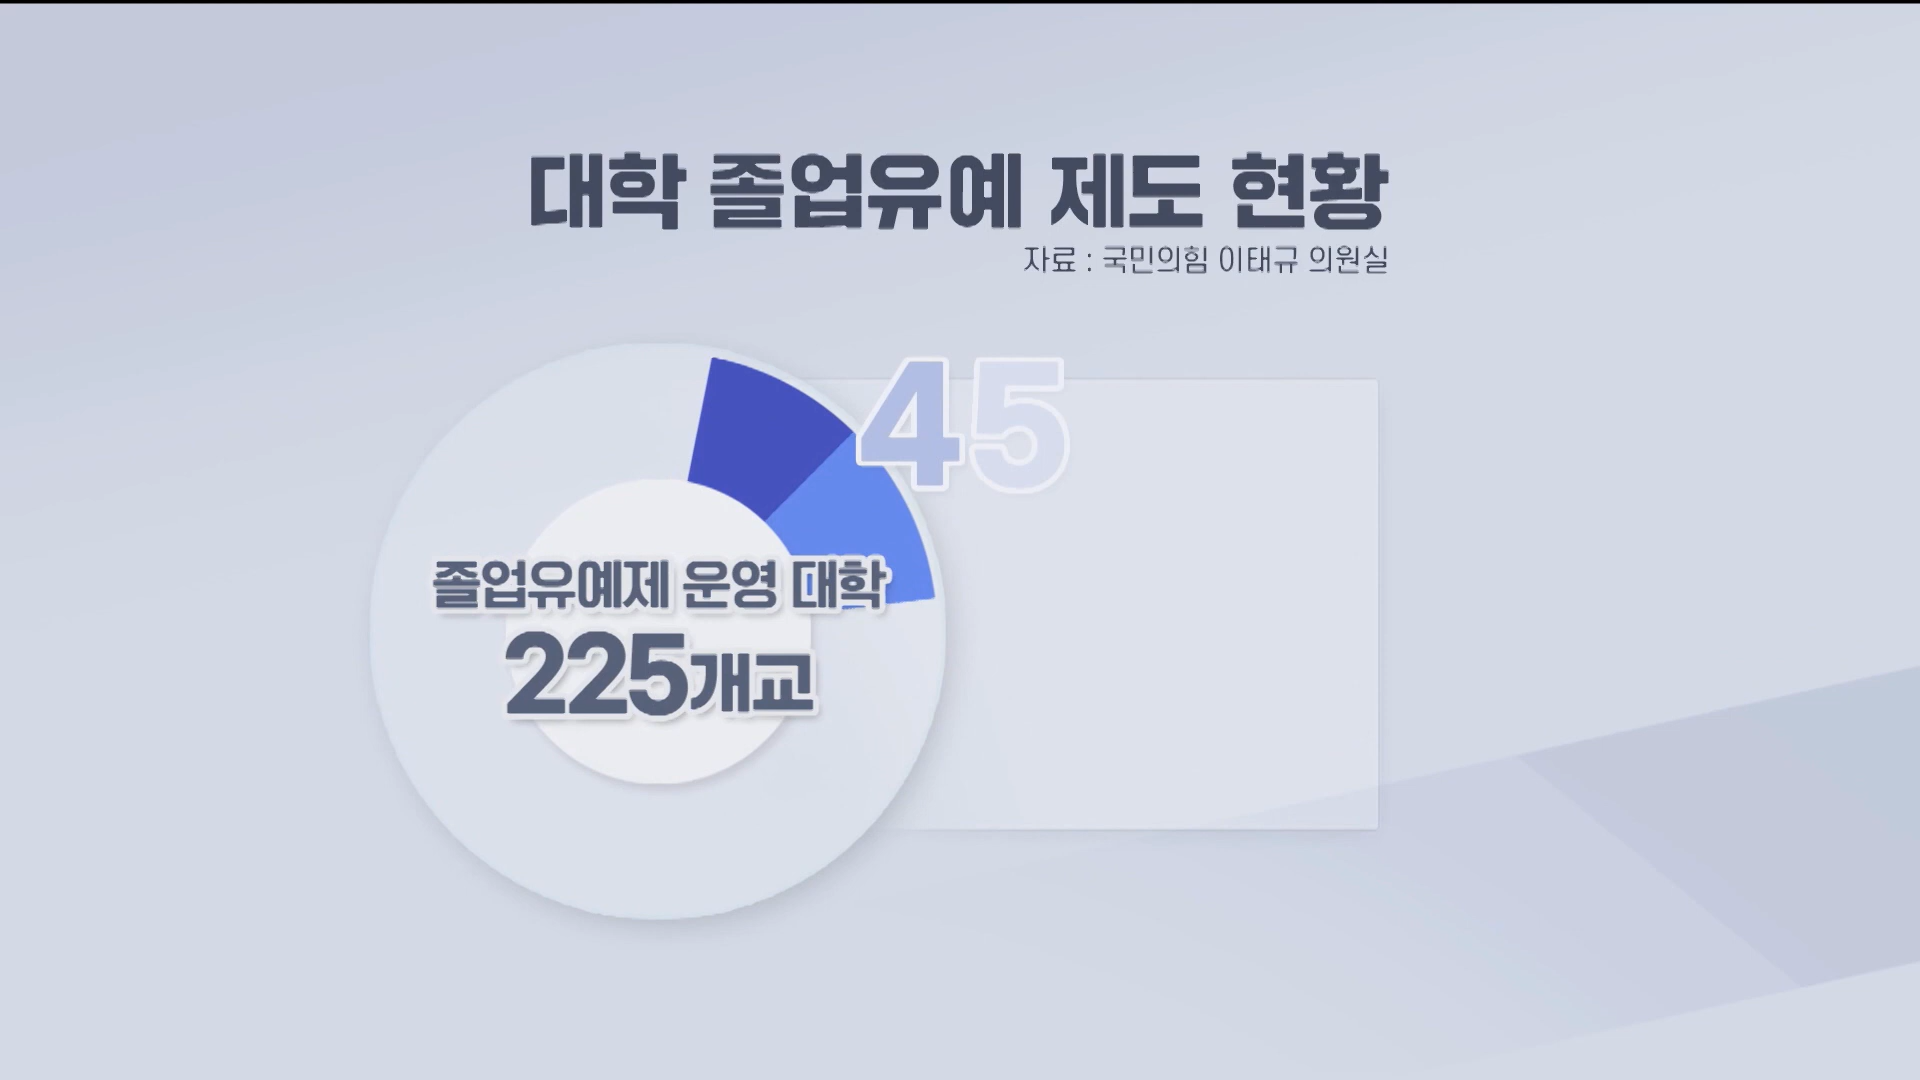 대학 졸업유예 제도 현황
자료 : 국민의힘 이태규 의원실
45
졸업유예제 운영 대학
225개교